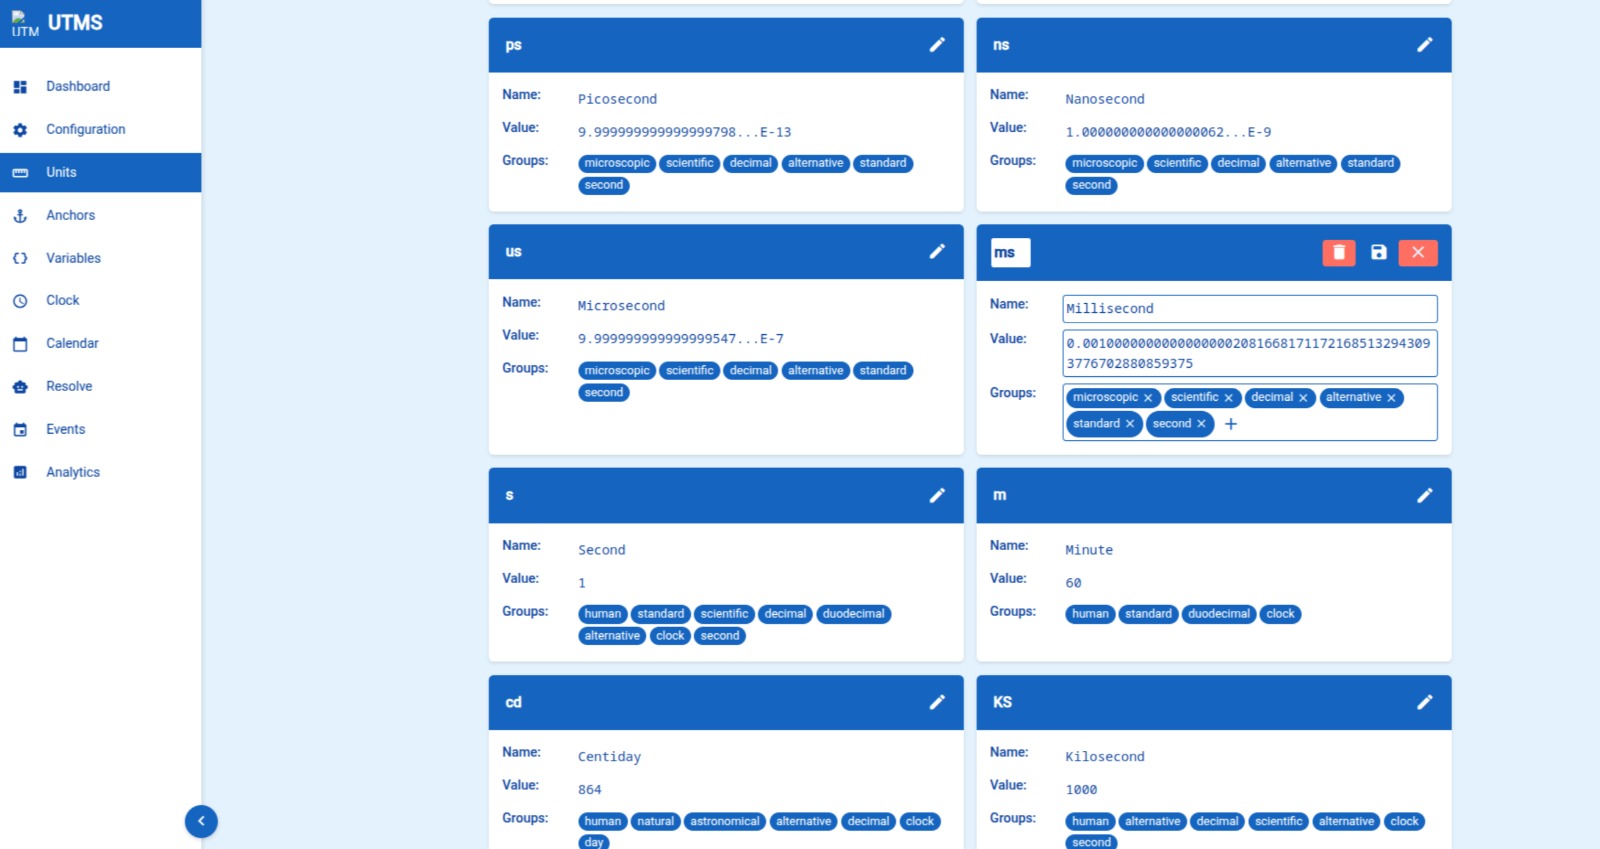 UTM
UTMS
Dashboard
Configuration
Units
Anchors
Variables
Clock
Calendar
Resolve
Events
Analytics
ps
Name: Picosecond
Value: 9.999999999999999798...E-13
Groups: microscopic scientific decimal alternative standard
second
ns
Name: Nanosecond
Value: 1.000000000000000062...E-9
Groups: microscopic scientific decimal alternative standard
second
us
Name: Microsecond
Value: 9.999999999999999547...E-7
Groups: microscopic scientific decimal alternative standard
second
ms
Name: Millisecond
Value: 0.0010000000000000000208166817117216851329430​9
3776702880859375
Groups: microscopic scientific decimal alternative
standard second
s
Name: Second
Value: 1
Groups: human standard scientific decimal duodecimal
alternative clock second
m
Name: Minute
Value: 60
Groups: human standard duodecimal clock
cd
Name: Centiday
Value: 864
Groups: human natural astronomical alternative decimal clock
day
KS
Name: Kilosecond
Value: 1000
Groups: human alternative decimal scientific alternative clock
second